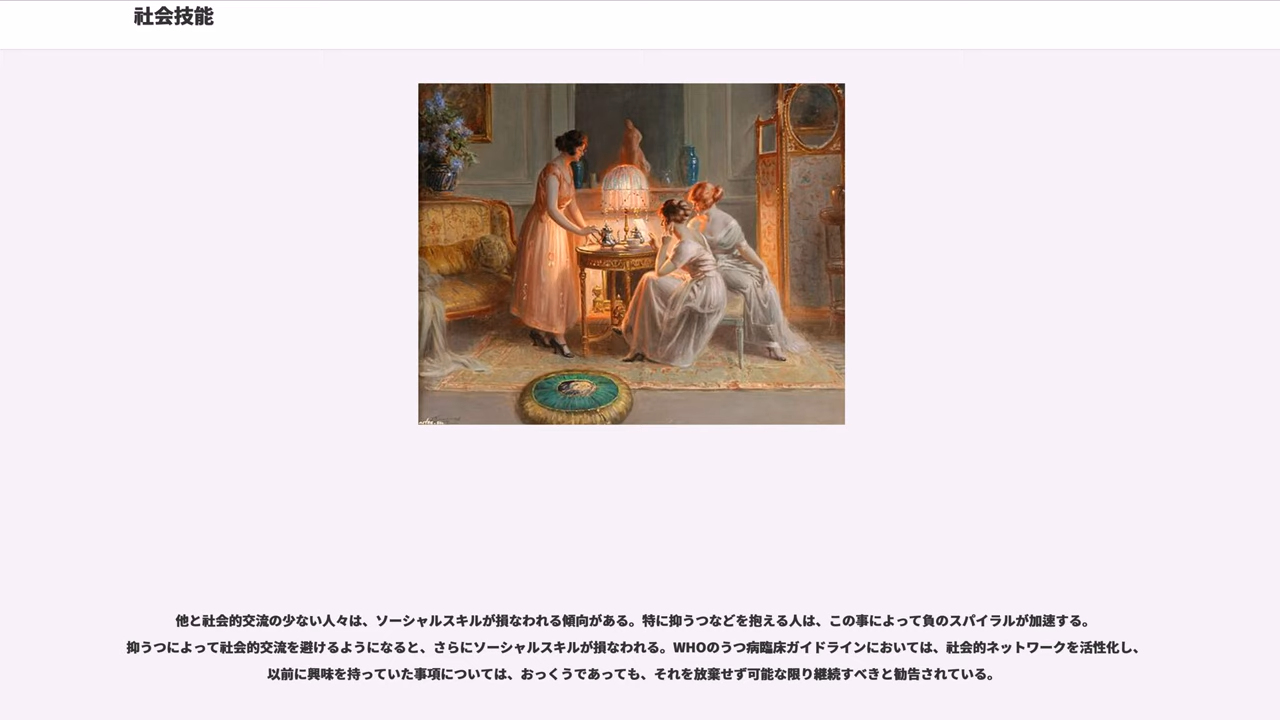 社会技能
他と社会的交流の少ない人々は、ソーシャルスキルが損なわれる傾向がある。特に抑うつなどを抱える人は、この事によって負のスパイラルが加速する。
抑うつによって社会的交流を避けるようになると、さらにソーシャルスキルが損なわれる。WHOのうつ病臨床ガイドラインにおいては、社会的ネットワークを活性化し、
以前に興味を持っていた事項については、おっくうであっても、それを放棄せず可能な限り継続すべきと勧告されている。